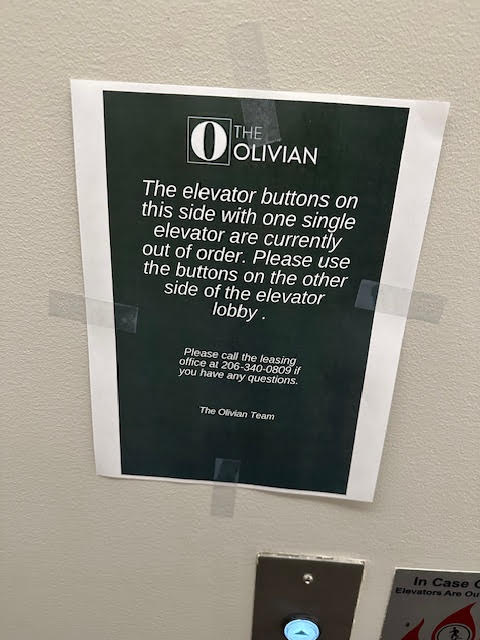 O THE
OLIVIAN
The elevator buttons on
this side with one single
elevator are currently
out of order. Please use
the buttons on the other
side of the elevator
lobby .
Please call the leasing
office at 206-340-0809 if
you have any questions.
The Olivian Team
In Case
Elevators Are